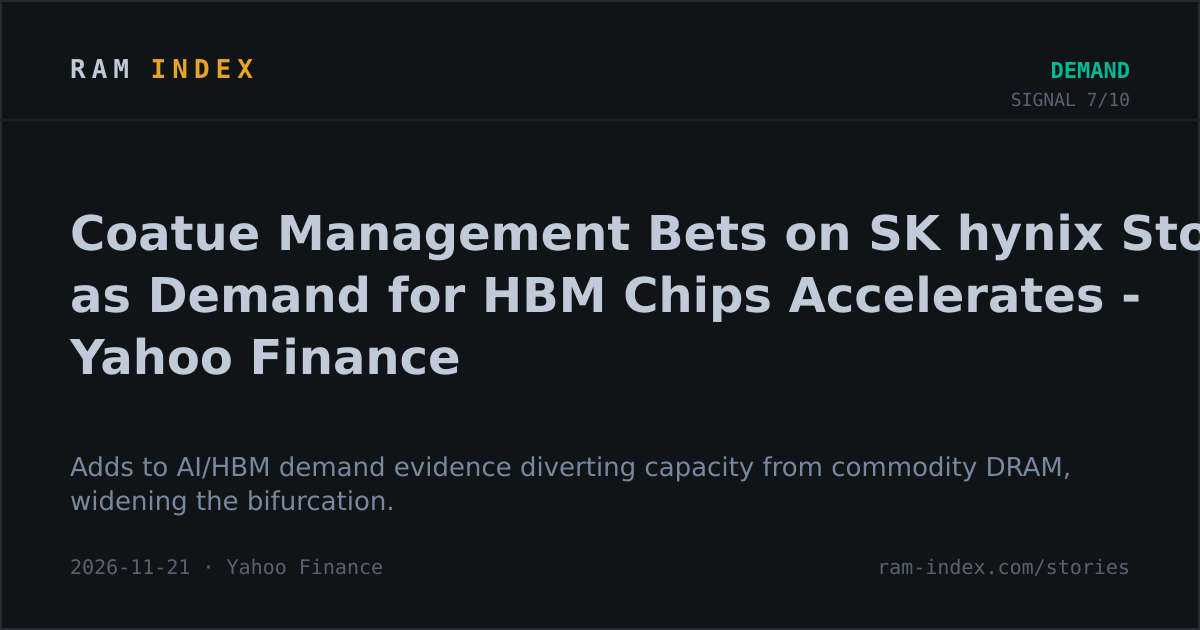 RAM INDEX
DEMAND
SIGNAL 7/10
Coatue Management Bets on SK hynix Sto
as Demand for HBM Chips Accelerates -
Yahoo Finance
Adds to AI/HBM demand evidence diverting capacity from commodity DRAM,
widening the bifurcation.
2026-11-21 · Yahoo Finance
ram-index.com/stories